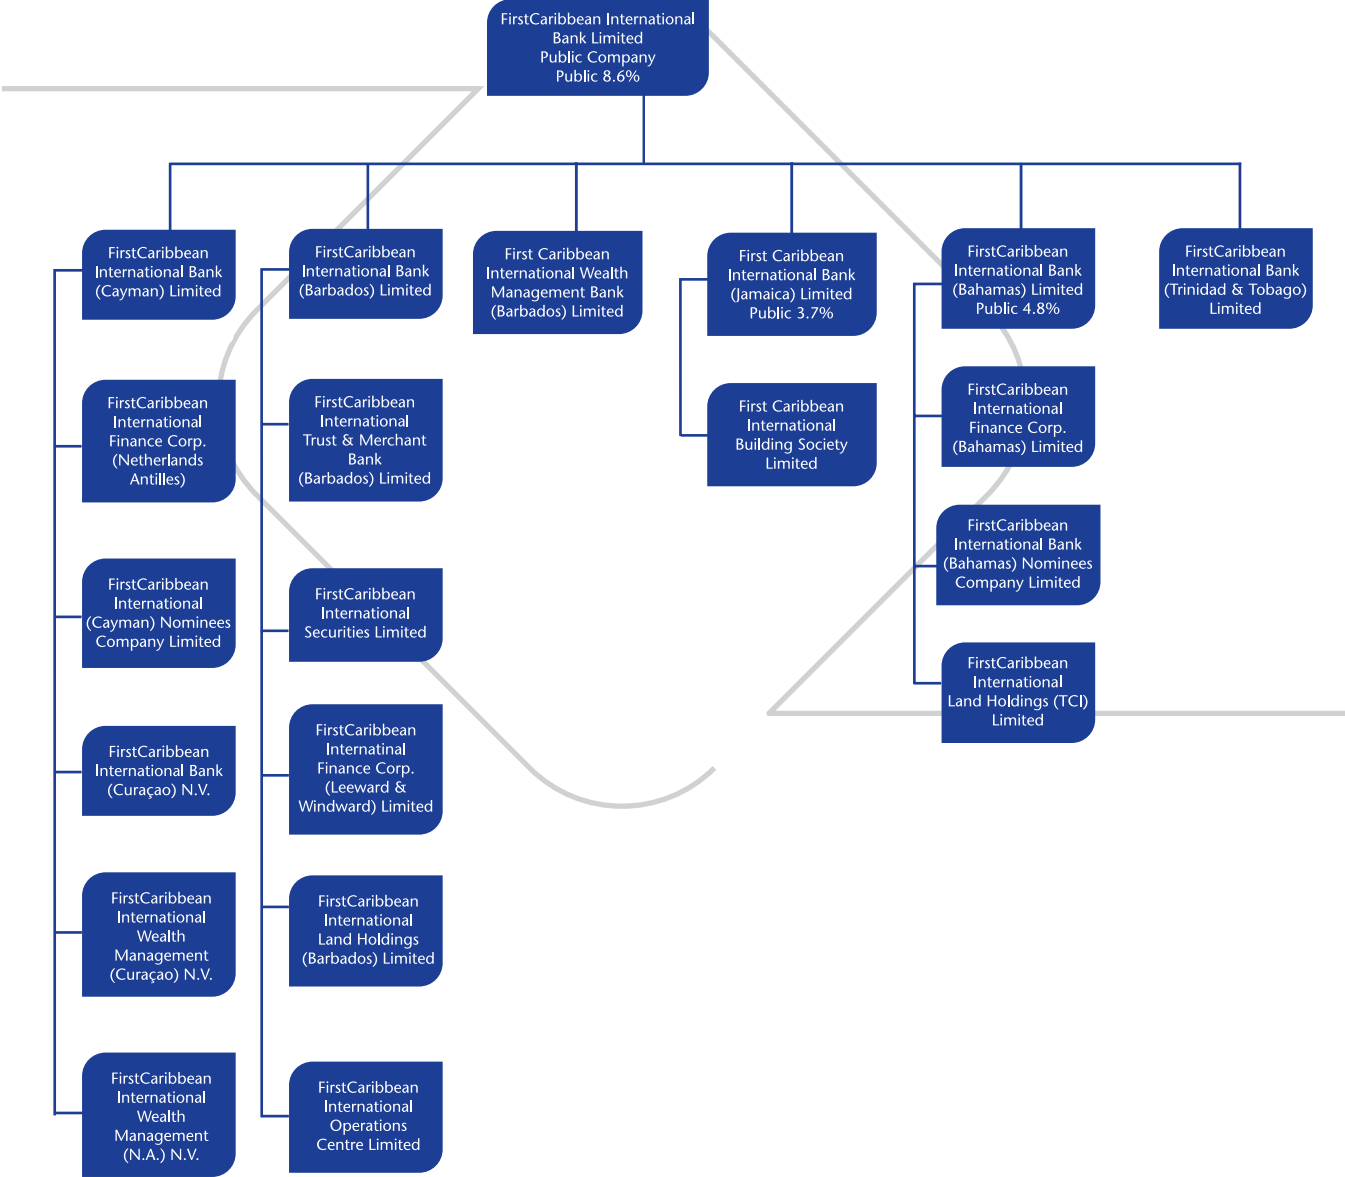 FirstCaribbean International
Bank Limited
Public Company
Public 8.6%
FirstCaribbean
International Bank
(Cayman) Limited
FirstCaribbean
International Bank
(Barbados) Limited
First Caribbean
International Wealth
Management Bank
(Barbados) Limited
First Caribbean
International Bank
(Jamaica) Limited
Public 3.7%
FirstCaribbean
International Bank
(Bahamas) Limited
Public 4.8%
FirstCaribbean
International Bank
(Trinidad & Tobago)
Limited
FirstCaribbean
International
Finance Corp.
(Netherlands
Antilles)
FirstCaribbean
International
Trust & Merchant
Bank
(Barbados) Limited
First Caribbean
International
Building Society
Limited
FirstCaribbean
International
Finance Corp.
(Bahamas) Limited
FirstCaribbean
International
(Cayman) Nominees
Company Limited
FirstCaribbean
International
Securities Limited
FirstCaribbean
International Bank
(Bahamas) Nominees
Company Limited
FirstCaribbean
International
Land Holdings (TCI)
Limited
FirstCaribbean
International Bank
(Curaçao) N.V.
FirstCaribbean
Internatinal
Finance Corp.
(Leeward &
Windward) Limited
FirstCaribbean
International
Wealth
Management
(Curaçao) N.V.
FirstCaribbean
International
Land Holdings
(Barbados) Limited
FirstCaribbean
International
Wealth
Management
(N.A.) N.V.
FirstCaribbean
International
Operations
Centre Limited